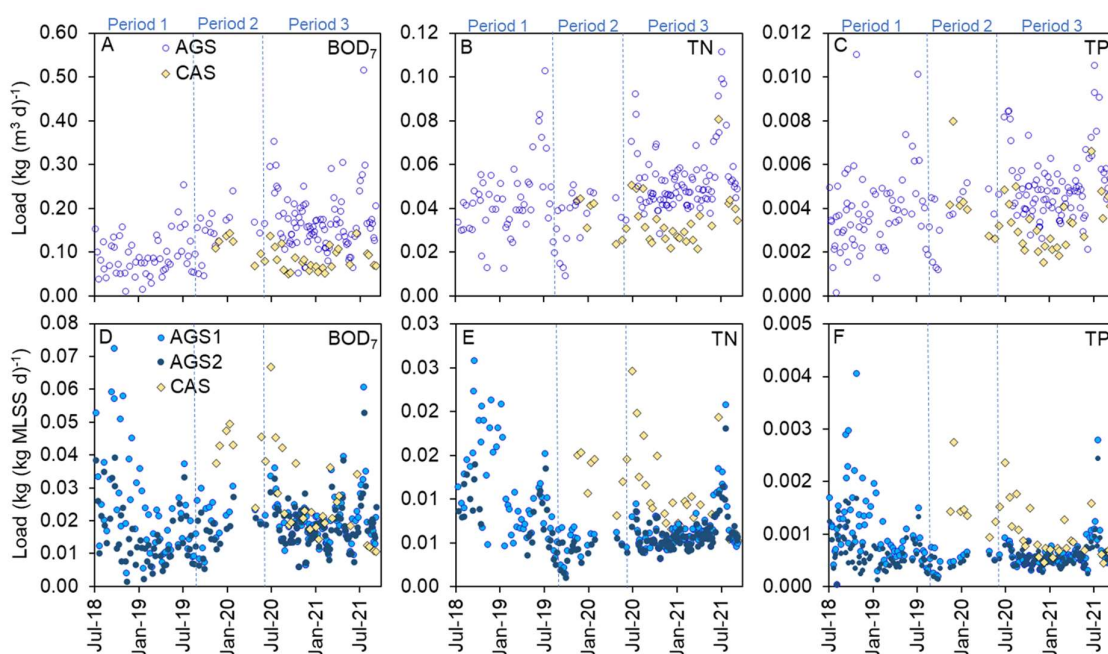 Period 1 Period 2 Period 3 Period 1 Period 2 Period 3 Period 1 Period 2 Period 3
Load (kg (m³ d)⁻¹)
A BOD₇
AGS
CAS
0.60
0.50
0.40
0.30
0.20
0.10
0.00
B TN
0.12
0.10
0.08
0.06
0.04
0.02
0.00
C TP
0.012
0.010
0.008
0.006
0.004
0.002
0.000
Load (kg (kg MLSS d)⁻¹)
D BOD₇
AGS1
AGS2
CAS
0.08
0.07
0.06
0.05
0.04
0.03
0.02
0.01
0.00
Jul-18
Jan-19
Jul-19
Jan-20
Jul-20
Jan-21
Jul-21
E TN
0.03
0.03
0.02
0.02
0.01
0.01
0.00
Jul-18
Jan-19
Jul-19
Jan-20
Jul-20
Jan-21
Jul-21
F TP
0.005
0.004
0.003
0.002
0.001
0.000
Jul-18
Jan-19
Jul-19
Jan-20
Jul-20
Jan-21
Jul-21